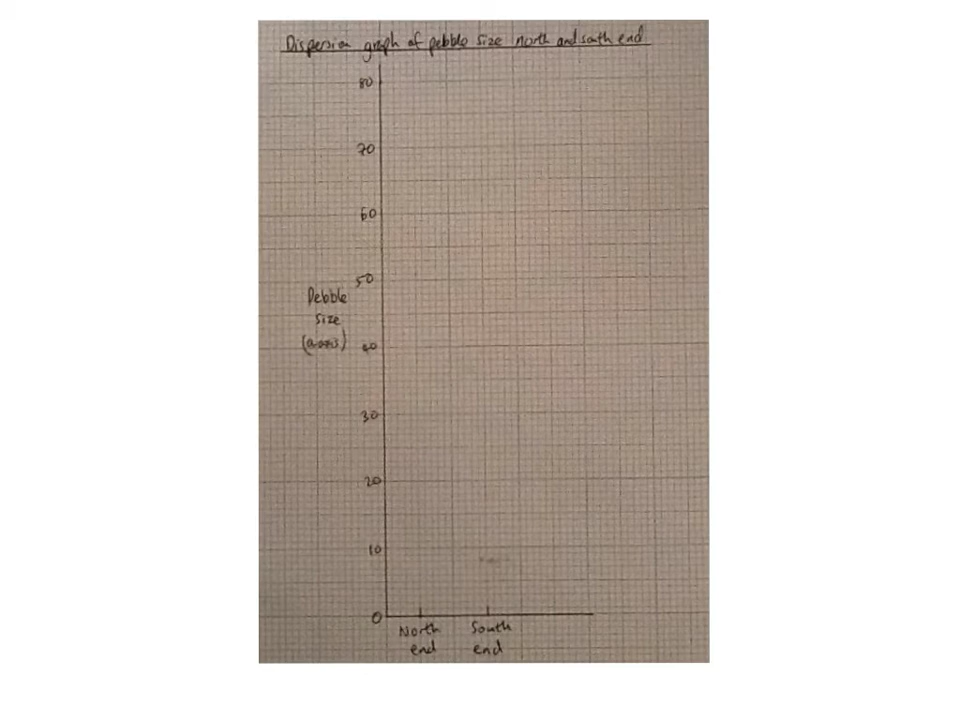 Dispersion graph of pebble size north and south end
80
70
60
50
Pebble
size
(a axis)
40
30
20
10
0
North
end
South
end